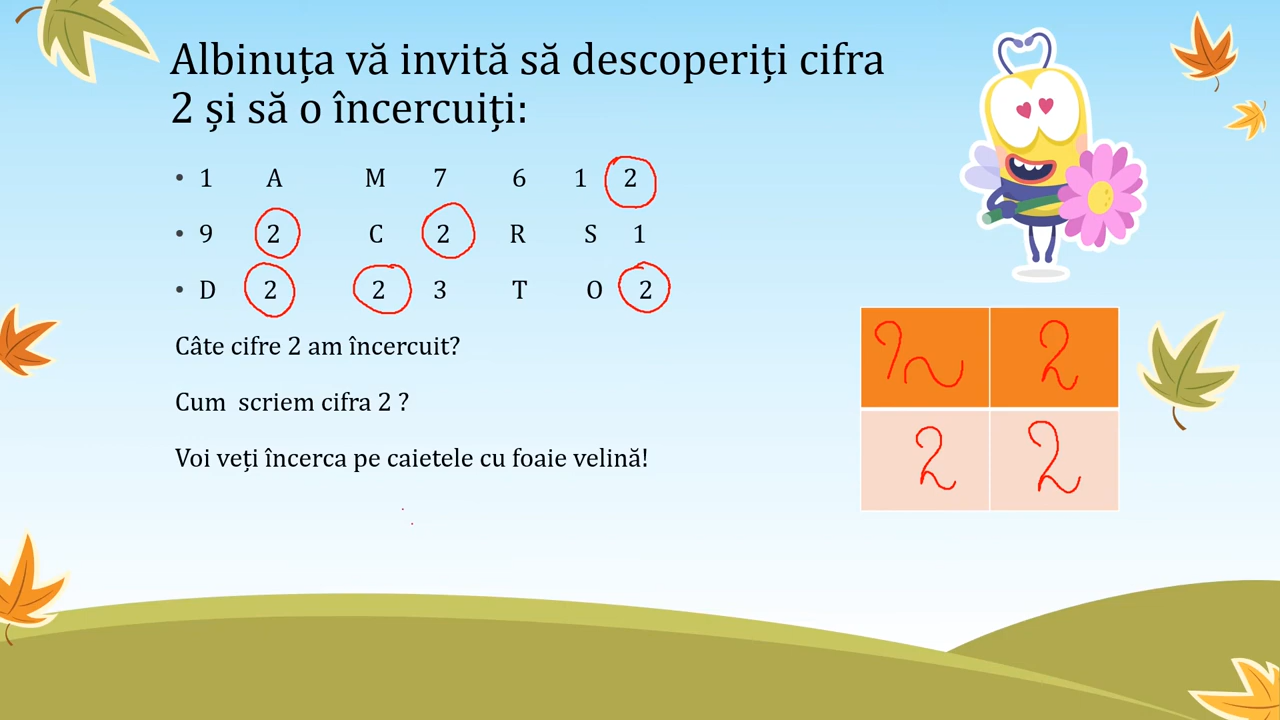 Albinuța vă invită să descoperiți cifra
2 și să o încercuiți:
• 1 A M 7 6 1 2
• 9 2 C 2 R S 1
• D 2 2 3 T O 2
Câte cifre 2 am încercuit?
Cum scriem cifra 2 ?
Voi veți încerca pe caietele cu foaie velină!
2 2
2 2